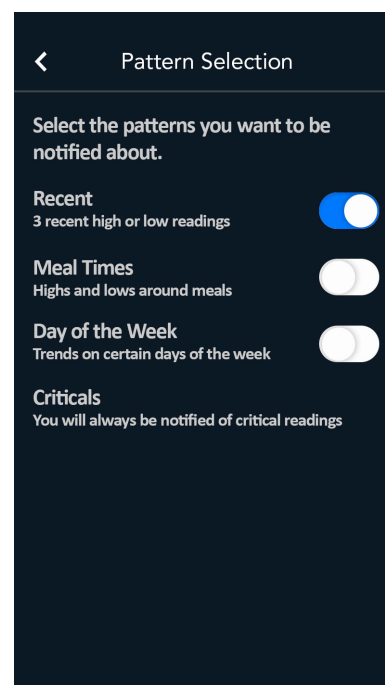 Pattern Selection
Select the patterns you want to be
notified about.
Recent
3 recent high or low readings
Meal Times
Highs and lows around meals
Day of the Week
Trends on certain days of the week
Criticals
You will always be notified of critical readings